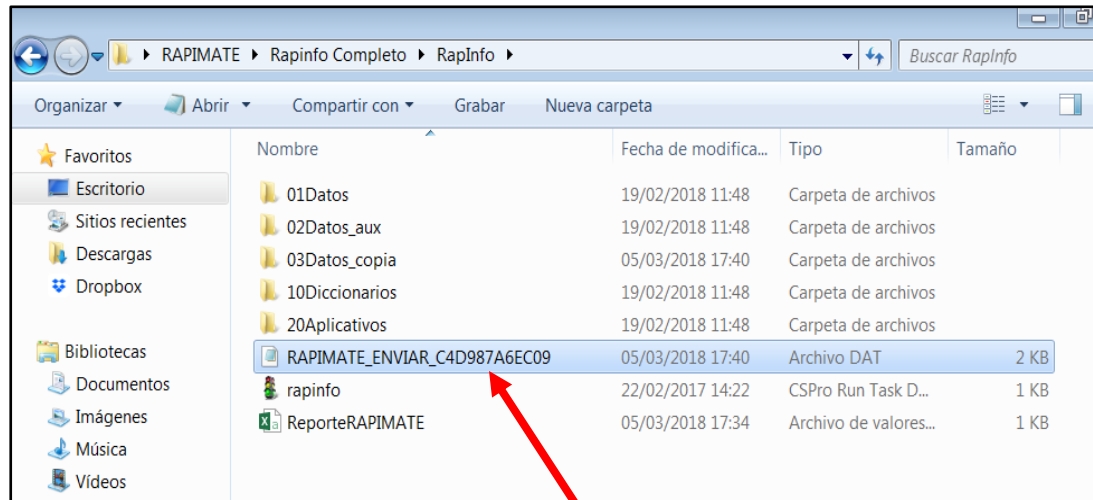 RAPIMATE ▸ Rapinfo Completo ▸ RapInfo ▸
Buscar RapInfo
Organizar Abrir Compartir con Grabar Nueva carpeta
Favoritos
Escritorio
Sitios recientes
Descargas
Dropbox
Bibliotecas
Documentos
Imágenes
Música
Vídeos
Nombre Fecha de modifica... Tipo Tamaño
01Datos 19/02/2018 11:48 Carpeta de archivos
02Datos_aux 19/02/2018 11:48 Carpeta de archivos
03Datos_copia 05/03/2018 17:40 Carpeta de archivos
10Diccionarios 19/02/2018 11:48 Carpeta de archivos
20Aplicativos 19/02/2018 11:48 Carpeta de archivos
RAPIMATE_ENVIAR_C4D987A6EC09 05/03/2018 17:40 Archivo DAT 2 KB
rapinfo 22/02/2017 14:22 CSPro Run Task D... 1 KB
ReporteRAPIMATE 05/03/2018 17:34 Archivo de valores... 1 KB